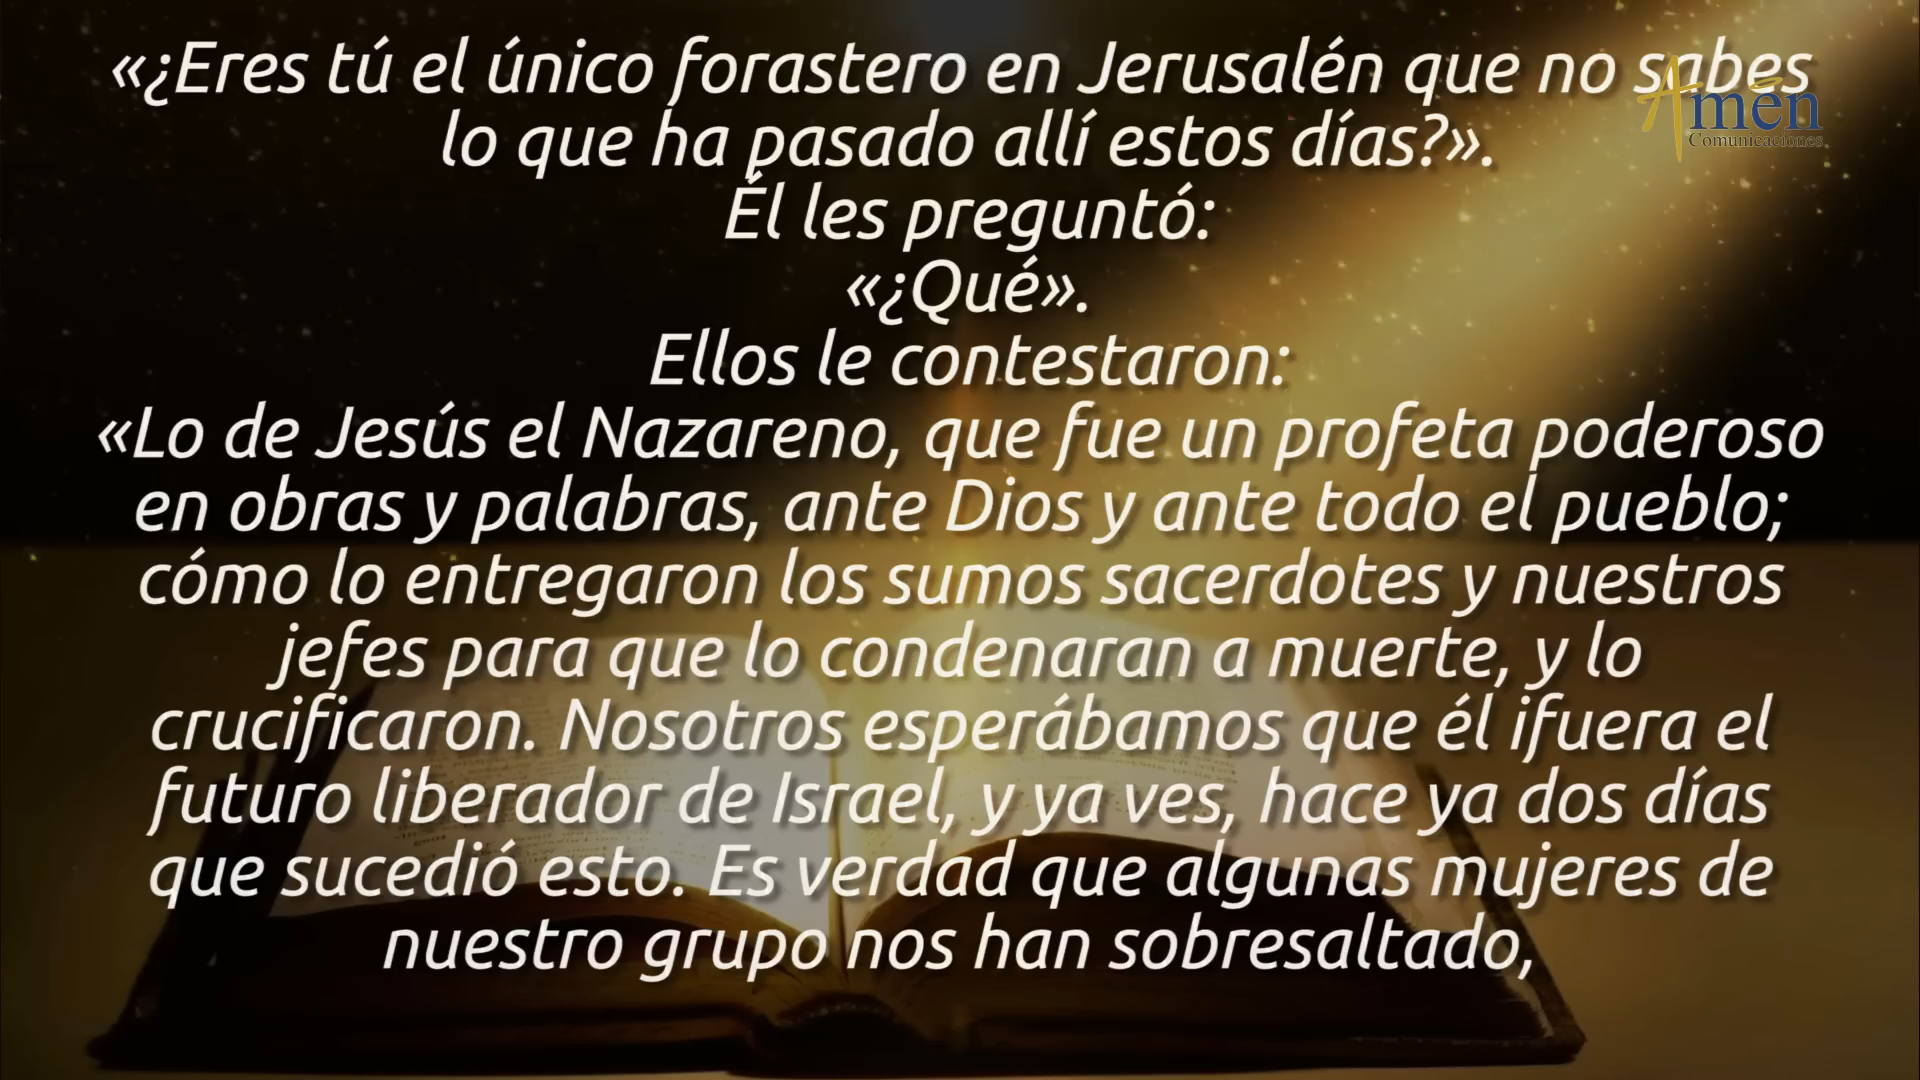 «¿Eres tú el único forastero en Jerusalén que no sabes
lo que ha pasado allí estos días?».
Él les preguntó:
«¿Qué».
Ellos le contestaron:
«Lo de Jesús el Nazareno, que fue un profeta poderoso
en obras y palabras, ante Dios y ante todo el pueblo;
cómo lo entregaron los sumos sacerdotes y nuestros
jefes para que lo condenaran a muerte, y lo
crucificaron. Nosotros esperábamos que él ifuera el
futuro liberador de Israel, y ya ves, hace ya dos días
que sucedió esto. Es verdad que algunas mujeres de
nuestro grupo nos han sobresaltado,
Amén
Comunicaciones